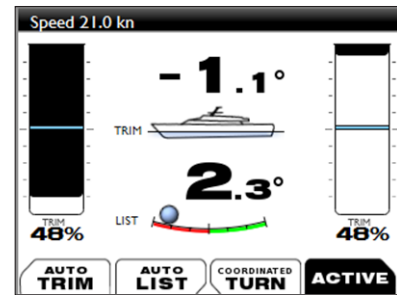 Speed 21.0 kn
- 1.1°
TRIM
2.3°
LIST
TRIM
48%
TRIM
48%
AUTO
TRIM
AUTO
LIST
COORDINATED
TURN
ACTIVE